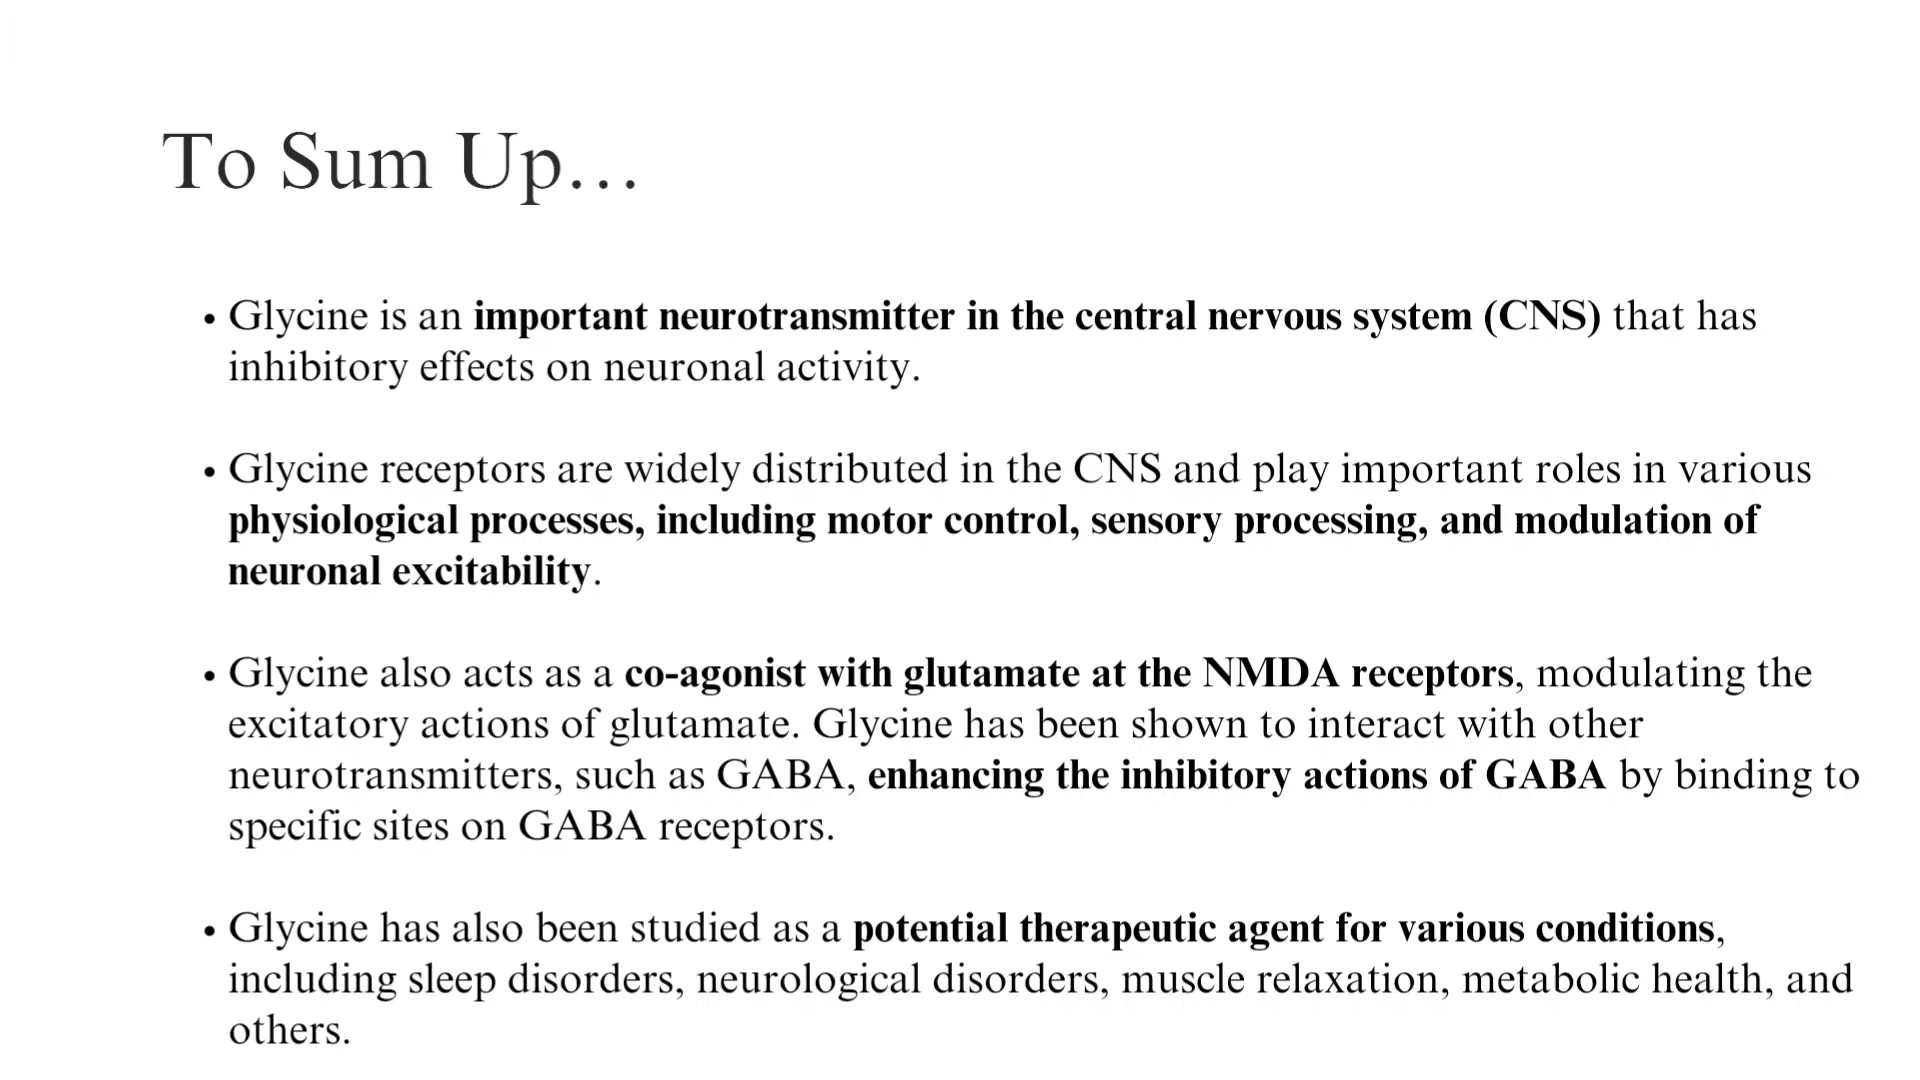 To Sum Up…
• Glycine is an important neurotransmitter in the central nervous system (CNS) that has
inhibitory effects on neuronal activity.
• Glycine receptors are widely distributed in the CNS and play important roles in various
physiological processes, including motor control, sensory processing, and modulation of
neuronal excitability.
• Glycine also acts as a co-agonist with glutamate at the NMDA receptors, modulating the
excitatory actions of glutamate. Glycine has been shown to interact with other
neurotransmitters, such as GABA, enhancing the inhibitory actions of GABA by binding to
specific sites on GABA receptors.
• Glycine has also been studied as a potential therapeutic agent for various conditions,
including sleep disorders, neurological disorders, muscle relaxation, metabolic health, and
others.